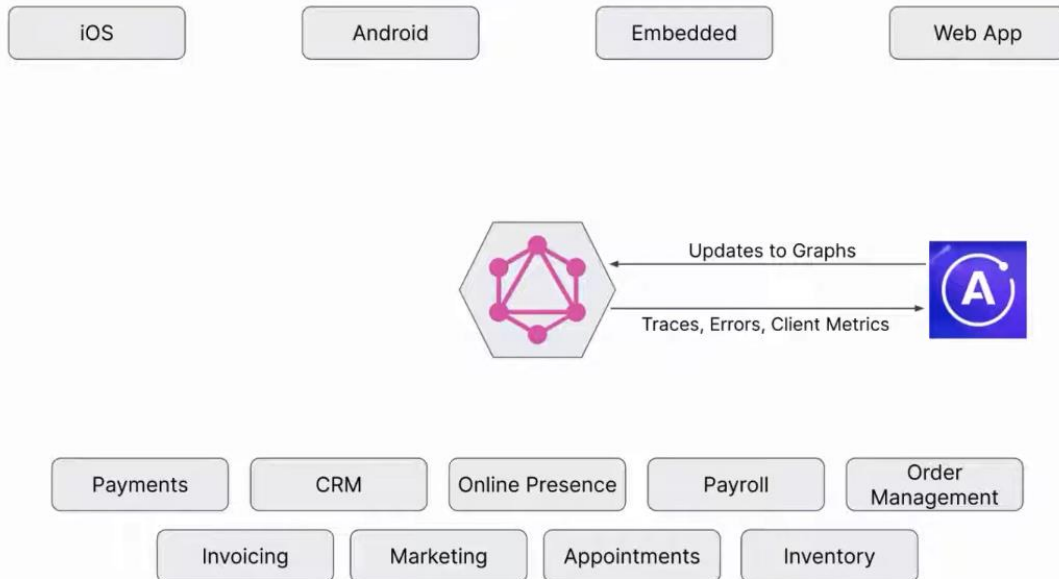 iOS
Android
Embedded
Web App
Updates to Graphs
A
Traces, Errors, Client Metrics
Payments
CRM
Online Presence
Payroll
Order
Management
Invoicing
Marketing
Appointments
Inventory